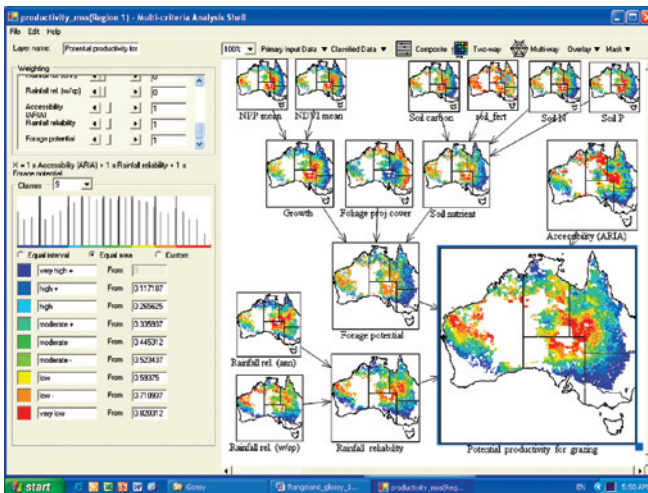 productivity_mss(Region 1) - Multi-criteria Analysis Shell
File Edit Help
Layer name: Potential productivity for
100% Primary Input Data Classified Data Composite Two-way Multi-way Overlay Mask
Weighting
Rainfall rel. (w/sp) 0
Accessibility (ARIA) 1
Rainfall reliability 1
Forage potential 1
X = 1 x Accessibility (ARIA) + 1 x Rainfall reliability + 1 x
Forage potential
Classes 9
Equal interval Equal area Custom
very high + From
high + From 0.117187
high From 0.265625
moderate + From 0.335937
moderate From 0.445312
moderate - From 0.523437
low From 0.59375
low - From 0.710937
very low From 0.820312
NPP mean NDVI mean Soil carbon soil_fert Soil N Soil P
Growth Foliage proj cover Soil nutrient Accessibility (ARIA)
Forage potential
Rainfall rel. (ann)
Rainfall rel. (w/sp) Rainfall reliability Potential productivity for grazing
start Glossy Rangeland_glossy_1... productivity_mss(Reg... EN 5:50 AM